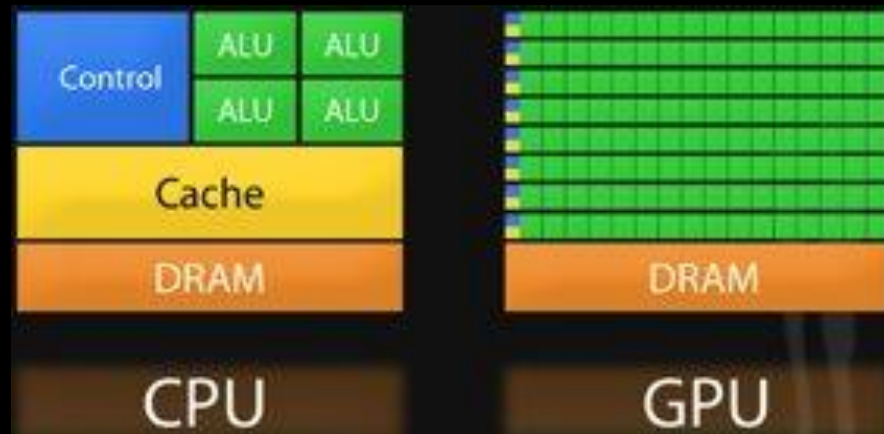 Control
ALU ALU
ALU ALU
Cache
DRAM
DRAM
CPU
GPU